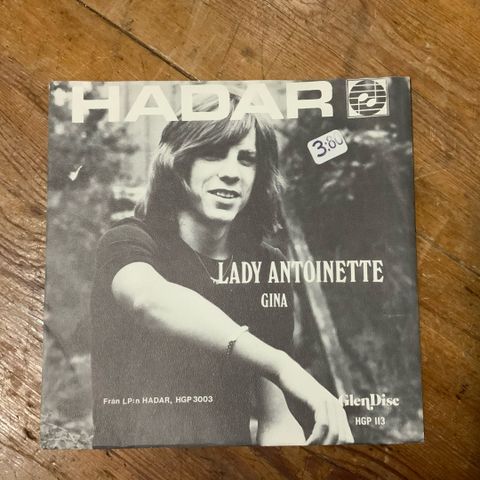 HADAR
3:80
LADY ANTOINETTE
GINA
Från LP:n HADAR, HGP 3003
GlenDisc
HGP 113